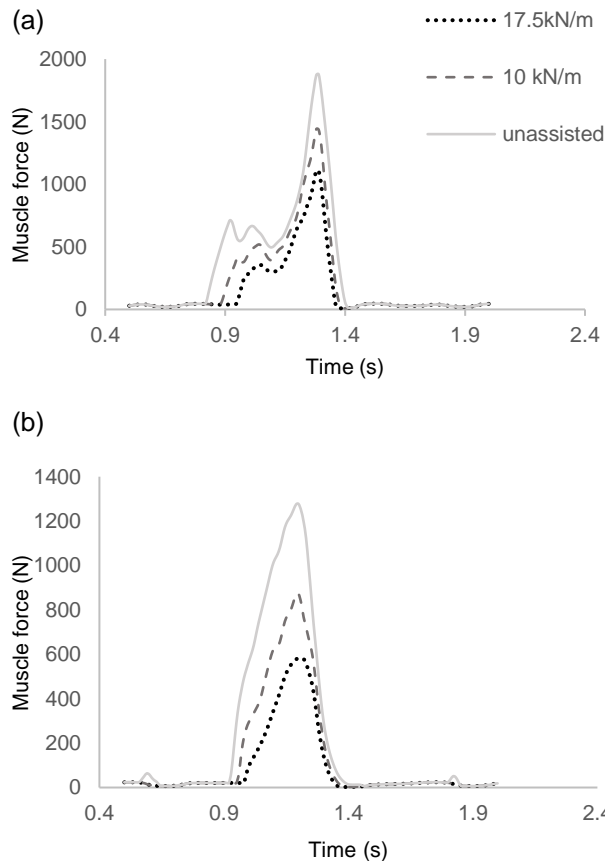 (a)
17.5kN/m
10 kN/m
unassisted
2000
1500
1000
500
0
Muscle force (N)
0.4 0.9 1.4 1.9 2.4
Time (s)
(b)
1400
1200
1000
800
600
400
200
0
Muscle force (N)
0.4 0.9 1.4 1.9 2.4
Time (s)